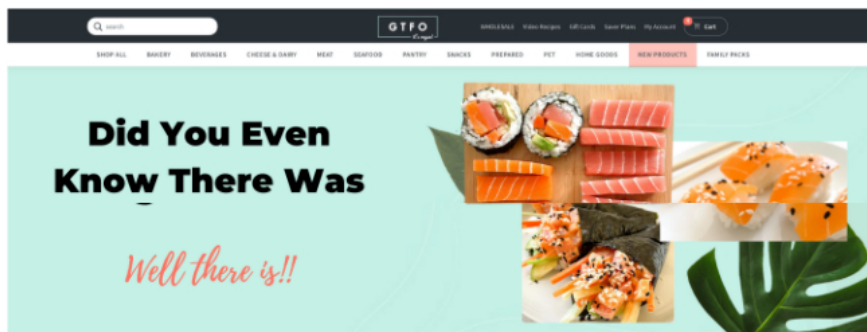 search
GTFO
It's vegan!
WHOLESALE Video Recipes Gift Cards Saver Plans My Account Cart
SHOP ALL BAKERY BEVERAGES CHEESE & DAIRY MEAT SEAFOOD PANTRY SNACKS PREPARED PET HOME GOODS NEW PRODUCTS FAMILY PACKS
Did You Even
Know There Was
Well there is!!